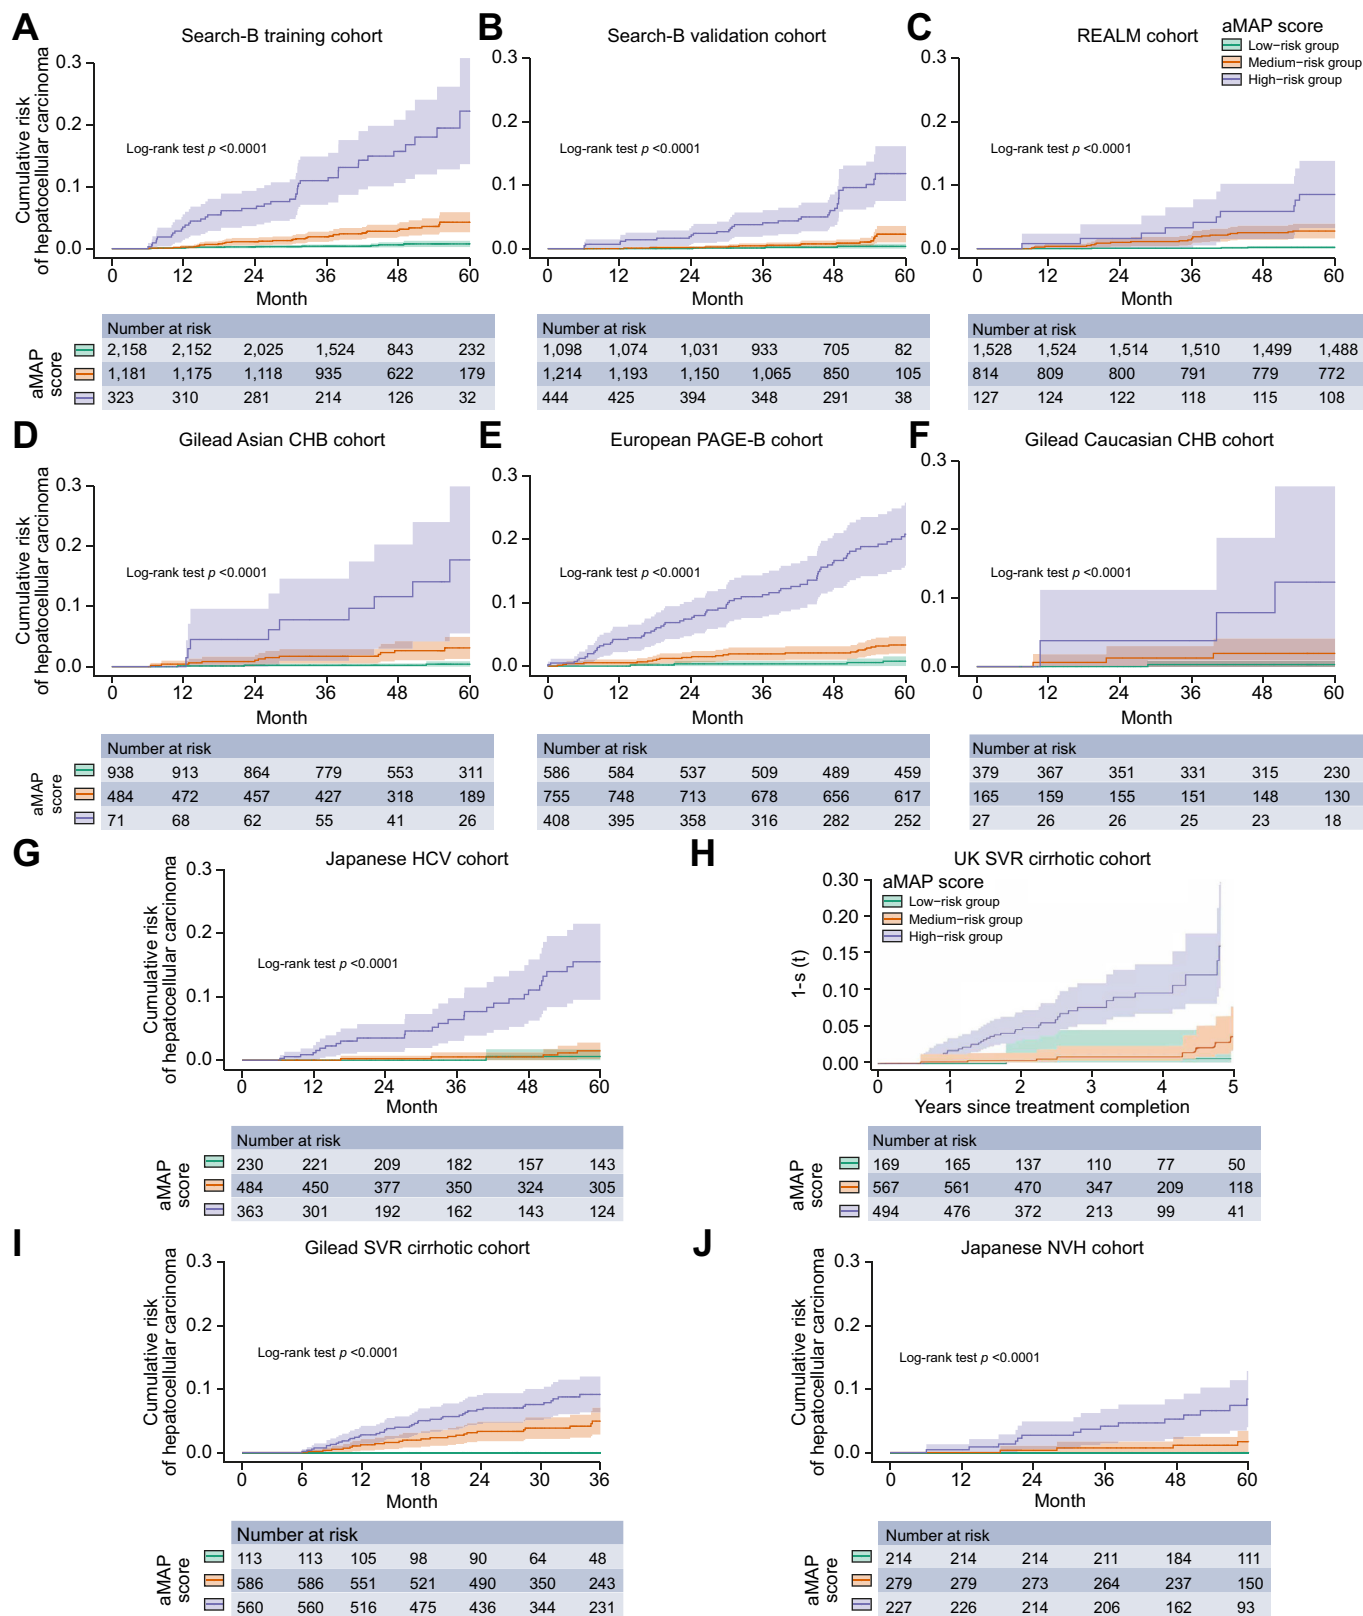 A
Search-B training cohort
Cumulative risk
of hepatocellular carcinoma
0.3
0.2
0.1
0.0
Log-rank test p <0.0001
0 12 24 36 48 60
Month
aMAP score
Number at risk
2,158 2,152 2,025 1,524 843 232
1,181 1,175 1,118 935 622 179
323 310 281 214 126 32
B
Search-B validation cohort
0.3
0.2
0.1
0.0
Log-rank test p <0.0001
0 12 24 36 48 60
Month
Number at risk
1,098 1,074 1,031 933 705 82
1,214 1,193 1,150 1,065 850 105
444 425 394 348 291 38
C
REALM cohort
aMAP score
Low-risk group
Medium-risk group
High-risk group
0.3
0.2
0.1
0.0
Log-rank test p <0.0001
0 12 24 36 48 60
Month
Number at risk
1,528 1,524 1,514 1,510 1,499 1,488
814 809 800 791 779 772
127 124 122 118 115 108
D
Gilead Asian CHB cohort
Cumulative risk
of hepatocellular carcinoma
0.3
0.2
0.1
0.0
Log-rank test p <0.0001
0 12 24 36 48 60
Month
aMAP score
Number at risk
938 913 864 779 553 311
484 472 457 427 318 189
71 68 62 55 41 26
E
European PAGE-B cohort
0.3
0.2
0.1
0.0
Log-rank test p <0.0001
0 12 24 36 48 60
Month
Number at risk
586 584 537 509 489 459
755 748 713 678 656 617
408 395 358 316 282 252
F
Gilead Caucasian CHB cohort
0.3
0.2
0.1
0.0
Log-rank test p <0.0001
0 12 24 36 48 60
Month
Number at risk
379 367 351 331 315 230
165 159 155 151 148 130
27 26 26 25 23 18
G
Japanese HCV cohort
Cumulative risk
of hepatocellular carcinoma
0.3
0.2
0.1
0.0
Log-rank test p <0.0001
0 12 24 36 48 60
Month
aMAP score
Number at risk
230 221 209 182 157 143
484 450 377 350 324 305
363 301 192 162 143 124
H
UK SVR cirrhotic cohort
aMAP score
Low-risk group
Medium-risk group
High-risk group
1-s (t)
0.30
0.20
0.15
0.10
0.05
0.00
0 1 2 3 4 5
Years since treatment completion
aMAP score
Number at risk
169 165 137 110 77 50
567 561 470 347 209 118
494 476 372 213 99 41
I
Gilead SVR cirrhotic cohort
Cumulative risk
of hepatocellular carcinoma
0.3
0.2
0.1
0.0
Log-rank test p <0.0001
0 6 12 18 24 30 36
Month
aMAP score
Number at risk
113 113 105 98 90 64 48
586 586 551 521 490 350 243
560 560 516 475 436 344 231
J
Japanese NVH cohort
Cumulative risk
of hepatocellular carcinoma
0.3
0.2
0.1
0.0
Log-rank test p <0.0001
0 12 24 36 48 60
Month
aMAP score
Number at risk
214 214 214 211 184 111
279 279 273 264 237 150
227 226 214 206 162 93